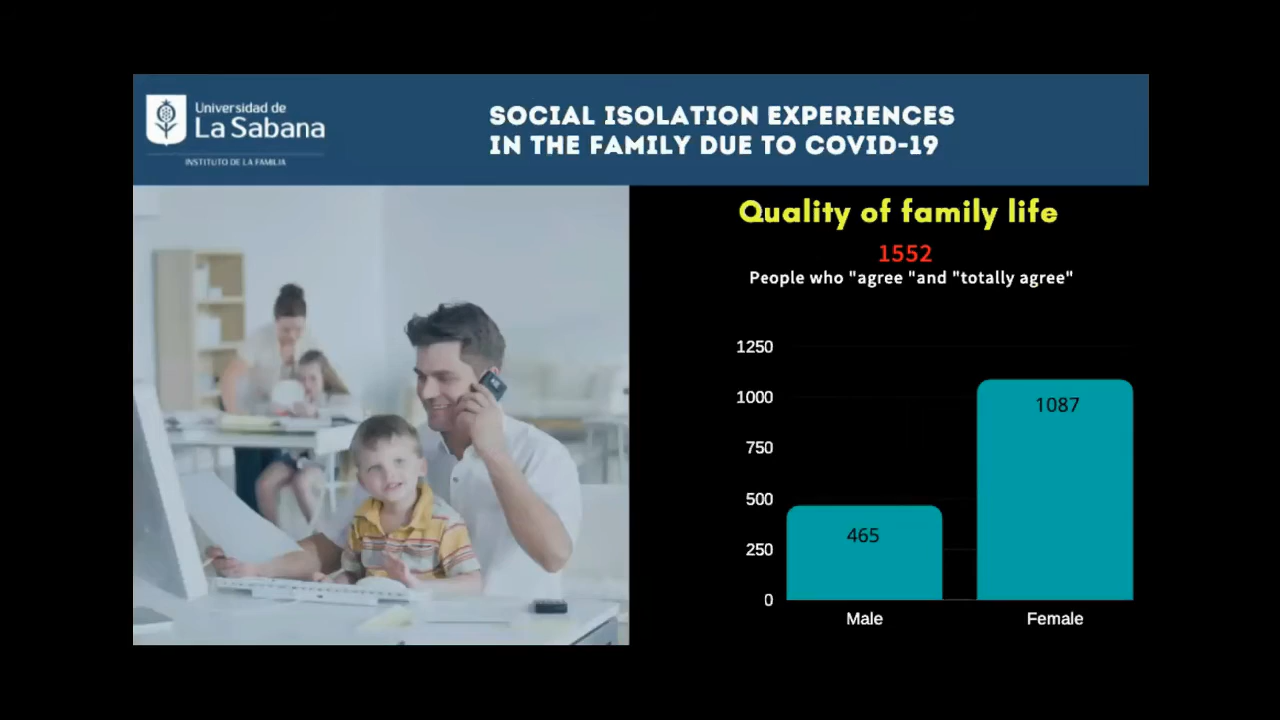 Universidad de
La Sabana
INSTITUTO DE LA FAMILIA
SOCIAL ISOLATION EXPERIENCES
IN THE FAMILY DUE TO COVID-19
Quality of family life
1552
People who "agree "and "totally agree"
1250
1000
750
500
250
0
465
1087
Male
Female